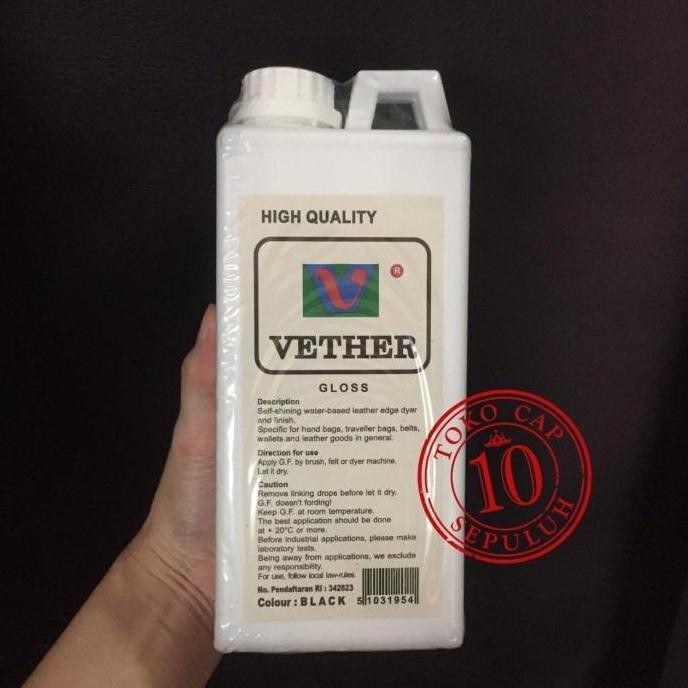 HIGH QUALITY
V
®
VETHER
GLOSS
Description
Self-shining water-based leather edge dyer
and finish.
Specific for hand bags, traveller bags, belts,
wallets and leather goods in general.
Direction for use
Apply G.F. by brush, felt or dyer machine.
Let it dry.
Caution
Remove linking drops before let it dry.
G.F. doesn't fording!
Keep G.F. at room temperature.
The best application should be done
at + 20°C or more.
Before industrial applications, please make
laboratory tests.
Being away from applications, we exclude
any responsibility.
For use, follow local law-rules.
No. Pendaftaran RI : 342623
Colour : BLACK
5 1031954
TOKO CAP
10
SEPULUH